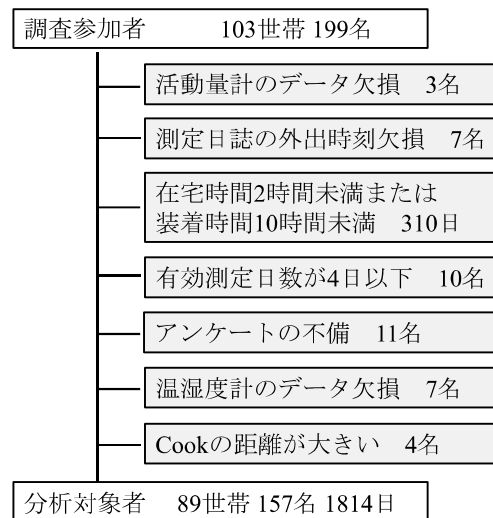 調査参加者　　　103世帯 199名
活動量計のデータ欠損　3名
測定日誌の外出時刻欠損　7名
在宅時間2時間未満または
装着時間10時間未満　310日
有効測定日数が4日以下　10名
アンケートの不備　11名
温湿度計のデータ欠損　7名
Cookの距離が大きい　4名
分析対象者　89世帯 157名 1814日